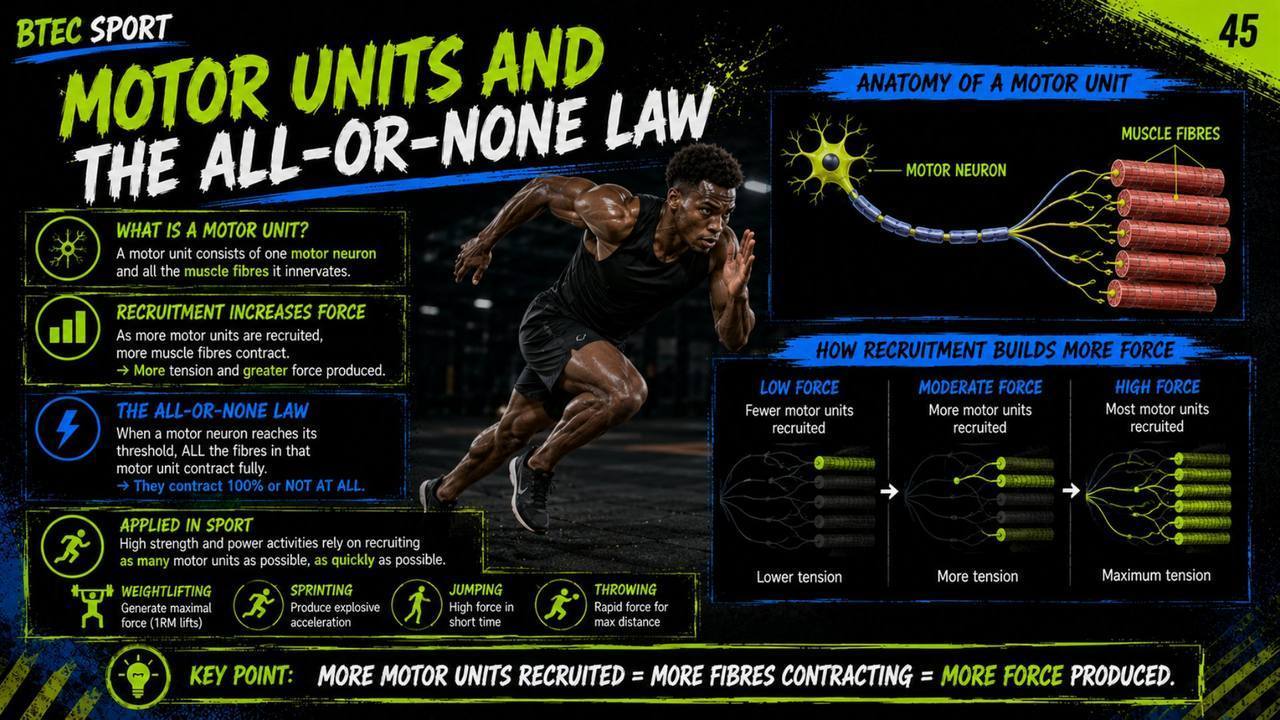 BTEC SPORT
45
MOTOR UNITS AND
THE ALL-OR-NONE LAW
WHAT IS A MOTOR UNIT?
A motor unit consists of one motor neuron
and all the muscle fibres it innervates.
RECRUITMENT INCREASES FORCE
As more motor units are recruited,
more muscle fibres contract.
→ More tension and greater force produced.
THE ALL-OR-NONE LAW
When a motor neuron reaches its
threshold, ALL the fibres in that
motor unit contract fully.
→ They contract 100% or NOT AT ALL.
APPLIED IN SPORT
High strength and power activities rely on recruiting
as many motor units as possible, as quickly as possible.
WEIGHTLIFTING
Generate maximal
force (1RM lifts)
SPRINTING
Produce explosive
acceleration
JUMPING
High force in
short time
THROWING
Rapid force for
max distance
ANATOMY OF A MOTOR UNIT
MUSCLE FIBRES
MOTOR NEURON
HOW RECRUITMENT BUILDS MORE FORCE
LOW FORCE
Fewer motor units
recruited
Lower tension
MODERATE FORCE
More motor units
recruited
More tension
HIGH FORCE
Most motor units
recruited
Maximum tension
KEY POINT: MORE MOTOR UNITS RECRUITED = MORE FIBRES CONTRACTING = MORE FORCE PRODUCED.